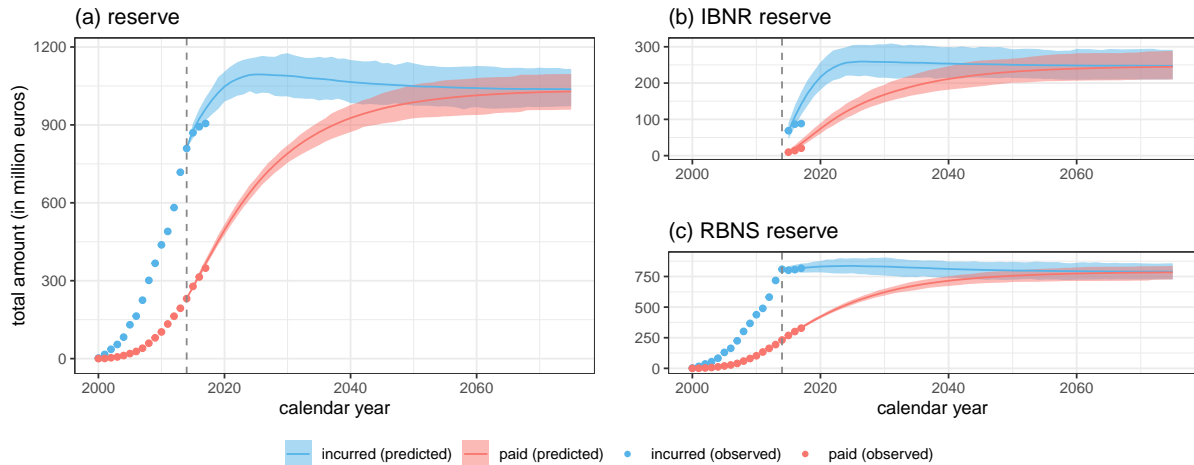 (a) reserve
1200
900
600
300
0
2000
2020
2040
2060
calendar year
total amount (in million euros)
(b) IBNR reserve
300
200
100
0
2000
2020
2040
2060
(c) RBNS reserve
750
500
250
0
2000
2020
2040
2060
calendar year
incurred (predicted)
paid (predicted)
incurred (observed)
paid (observed)